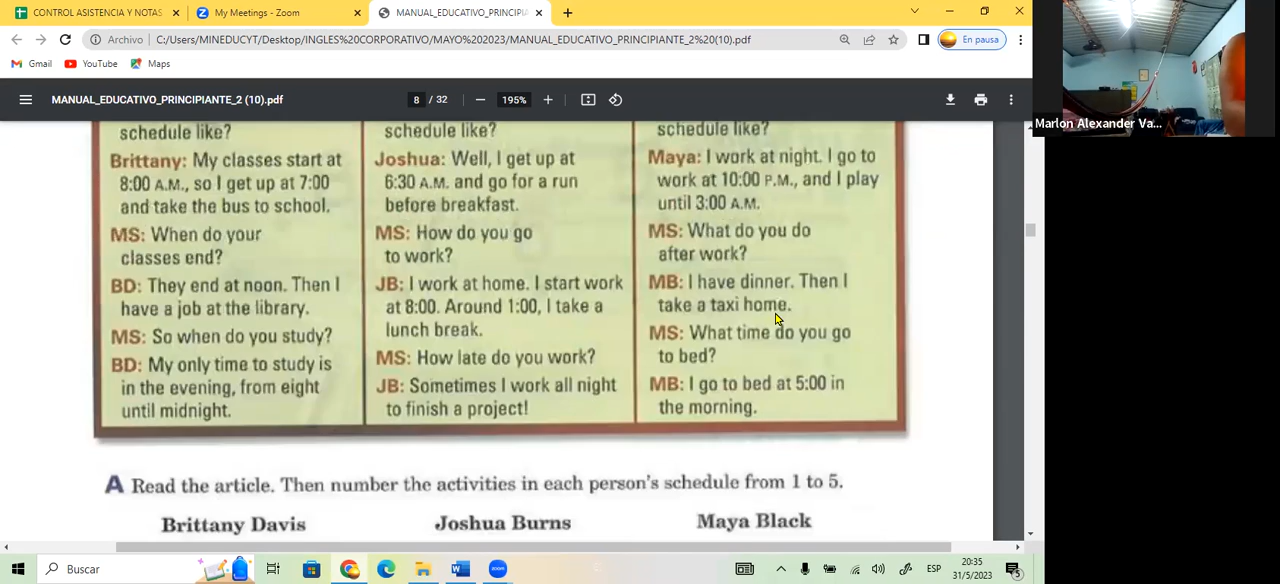 CONTROL ASISTENCIA Y NOTAS
My Meetings - Zoom
MANUAL_EDUCATIVO_PRINCIPIA
Archivo
C:/Users/MINEDUCYT/Desktop/INGLES%20CORPORATIVO/MAYO%202023/MANUAL_EDUCATIVO_PRINCIPIANTE_2%20(10).pdf
En pausa
Gmail
YouTube
Maps
MANUAL_EDUCATIVO_PRINCIPIANTE_2 (10).pdf
8 / 32
195%
Marlon Alexander Va...
schedule like?
Brittany: My classes start at
8:00 A.M., so I get up at 7:00
and take the bus to school.
MS: When do your
classes end?
BD: They end at noon. Then I
have a job at the library.
MS: So when do you study?
BD: My only time to study is
in the evening, from eight
until midnight.
schedule like?
Joshua: Well, I get up at
6:30 A.M. and go for a run
before breakfast.
MS: How do you go
to work?
JB: I work at home. I start work
at 8:00. Around 1:00, I take a
lunch break.
MS: How late do you work?
JB: Sometimes I work all night
to finish a project!
schedule like?
Maya: I work at night. I go to
work at 10:00 P.M., and I play
until 3:00 A.M.
MS: What do you do
after work?
MB: I have dinner. Then I
take a taxi home.
MS: What time do you go
to bed?
MB: I go to bed at 5:00 in
the morning.
A Read the article. Then number the activities in each person's schedule from 1 to 5.
Brittany Davis
Joshua Burns
Maya Black
Buscar
zoom
ESP
20:35
31/5/2023
5